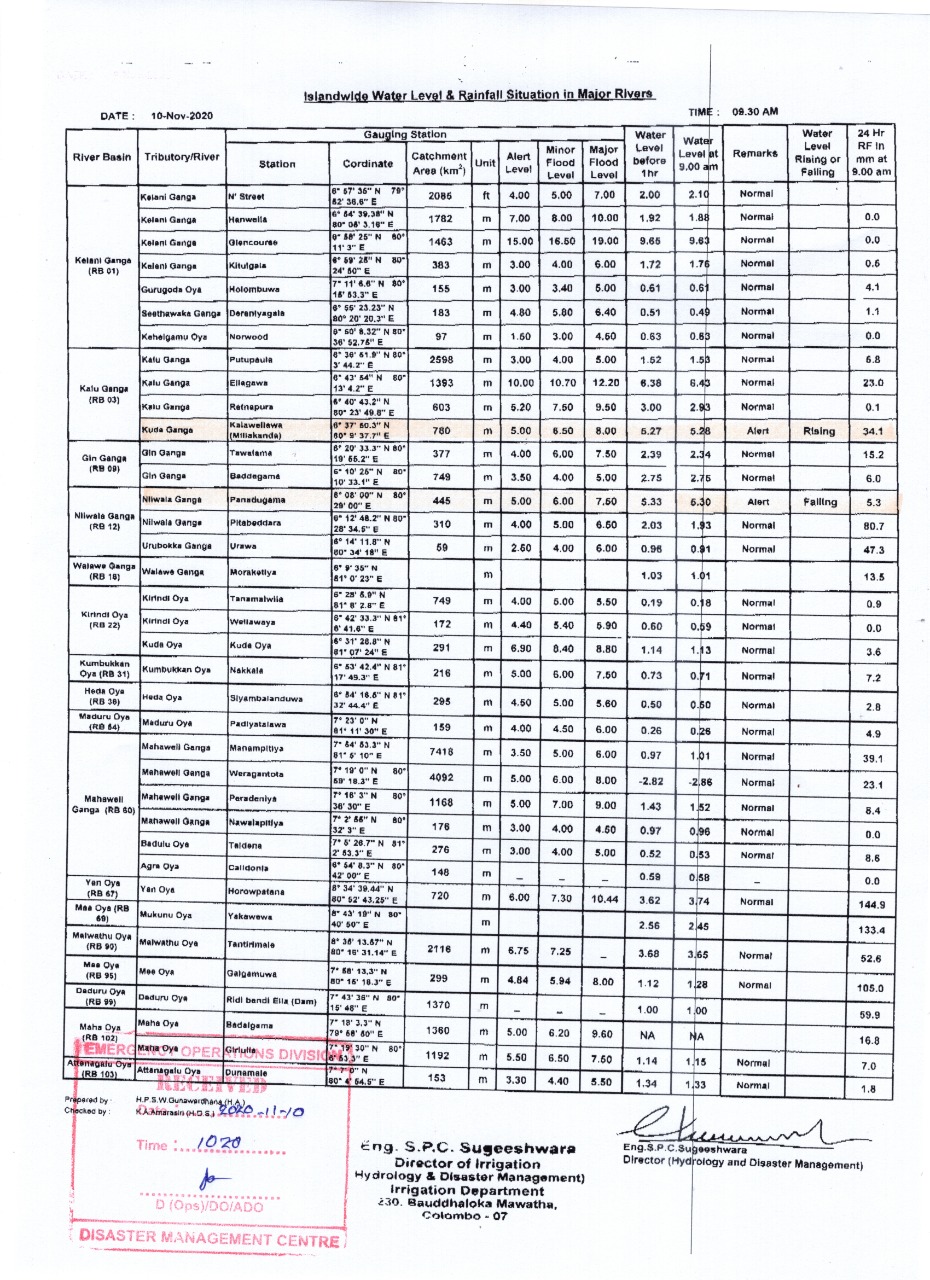 Islandwide Water Level & Rainfall Situation in Major Rivers
DATE : 10-Nov-2020 TIME : 09.30 AM
River Basin Tributary/River Gauging Station Water Level before 1hr Water Level at 9.00 am Remarks Water Level Rising or Falling 24 Hr RF in mm at 9.00 am
Station Cordinate Catchment Area (km²) Unit Alert Level Minor Flood Level Major Flood Level
Kelani Ganga (RB 01)
Kelani Ganga N' Street 6° 57' 35" N 79° 52' 36.6" E 2085 ft 4.00 5.00 7.00 2.00 2.10 Normal
Kelani Ganga Hanwella 6° 54' 39.38" N 80° 06' 3.16" E 1782 m 7.00 8.00 10.00 1.92 1.88 Normal 0.0
Kelani Ganga Glencourse 6° 58' 25" N 80° 11' 3" E 1463 m 15.00 16.50 19.00 9.65 9.63 Normal 0.0
Kelani Ganga Kitulgala 6° 59' 25" N 80° 24' 50" E 383 m 3.00 4.00 6.00 1.72 1.76 Normal 0.5
Gurugoda Oya Holombuwa 7° 11' 6.6" N 80° 15' 53.3" E 155 m 3.00 3.40 5.00 0.61 0.61 Normal 4.1
Seethawaka Ganga Deraniyagala 6° 55' 23.23" N 80° 20' 20.3" E 183 m 4.80 5.80 6.40 0.51 0.49 Normal 1.1
Kehelgamu Oya Norwood 6° 50' 8.32" N 80° 36' 52.75" E 97 m 1.50 3.00 4.50 0.63 0.63 Normal 0.0
Kalu Ganga (RB 03)
Kalu Ganga Putupaula 6° 36' 51.9" N 80° 3' 44.2" E 2598 m 3.00 4.00 5.00 1.52 1.53 Normal 6.8
Kalu Ganga Ellagawa 6° 43' 54" N 80° 13' 4.2" E 1393 m 10.00 10.70 12.20 6.38 6.43 Normal 23.0
Kalu Ganga Ratnapura 6° 40' 43.2" N 80° 23' 49.8" E 603 m 5.20 7.50 9.50 3.00 2.93 Normal 0.1
Kuda Ganga Kalawellawa (Millakanda) 6° 37' 50.3" N 80° 9' 37.7" E 780 m 5.00 6.50 8.00 5.27 5.28 Alert Rising 34.1
Gin Ganga (RB 09)
Gin Ganga Tawalama 6° 20' 33.3" N 80° 19' 55.2" E 377 m 4.00 6.00 7.50 2.39 2.34 Normal 15.2
Gin Ganga Baddegama 6° 10' 25" N 80° 10' 33.1" E 749 m 3.50 4.00 5.00 2.75 2.75 Normal 6.0
Nilwala Ganga (RB 12)
Nilwala Ganga Panadugama 6° 08' 00" N 80° 29' 00" E 445 m 5.00 6.00 7.50 5.33 5.30 Alert Falling 5.3
Nilwala Ganga Pitabeddara 6° 12' 48.2" N 80° 28' 34.5" E 310 m 4.00 5.00 6.50 2.03 1.93 Normal 80.7
Urubokka Ganga Urawa 6° 14' 11.8" N 80° 34' 18" E 59 m 2.50 4.00 6.00 0.96 0.91 Normal 47.3
Walawe Ganga (RB 18) Walawe Ganga Moraketiya 6° 9' 35" N 81° 0' 23" E m 1.03 1.01 13.5
Kirindi Oya (RB 22)
Kirindi Oya Tanamalwila 6° 25' 5.9" N 81° 8' 2.8" E 749 m 4.00 5.00 5.50 0.19 0.18 Normal 0.9
Kirindi Oya Wellawaya 6° 42' 33.3" N 81° 6' 41.6" E 172 m 4.40 5.40 5.90 0.60 0.59 Normal 0.0
Kuda Oya Kuda Oya 6° 31' 28.8" N 81° 07' 24" E 291 m 6.90 8.40 8.80 1.14 1.13 Normal 3.6
Kumbukkan Oya (RB 31) Kumbukkan Oya Nakkala 6° 53' 42.4" N 81° 17' 49.3" E 216 m 5.00 6.00 7.50 0.73 0.71 Normal 7.2
Heda Oya (RB 36) Heda Oya Siyambalanduwa 6° 54' 16.5" N 81° 32' 44.4" E 295 m 4.50 5.00 5.60 0.50 0.50 Normal 2.8
Maduru Oya (RB 54) Maduru Oya Padiyatalawa 7° 23' 0" N 81° 11' 30" E 159 m 4.00 4.50 6.00 0.26 0.26 Normal 4.9
Mahaweli Ganga (RB 60)
Mahaweli Ganga Manampitiya 7° 54' 53.3" N 81° 5' 10" E 7418 m 3.50 5.00 6.00 0.97 1.01 Normal 39.1
Mahaweli Ganga Weragantota 7° 19' 0" N 80° 59' 18.3" E 4092 m 5.00 6.00 8.00 -2.82 -2.86 Normal 23.1
Mahaweli Ganga Peradeniya 7° 16' 3" N 80° 36' 30" E 1168 m 5.00 7.00 9.00 1.43 1.52 Normal 8.4
Mahaweli Ganga Nawalapitiya 7° 2' 55" N 80° 32' 3" E 176 m 3.00 4.00 4.50 0.97 0.96 Normal 0.0
Badulu Oya Taldena 7° 5' 26.7" N 81° 2' 53.3" E 276 m 3.00 4.00 5.00 0.52 0.53 Normal 8.6
Agra Oya Calidonia 6° 54' 8.3" N 80° 42' 00" E 148 m _ _ _ 0.59 0.58 _ 0.0
Yan Oya (RB 67) Yan Oya Horowpatana 8° 34' 39.44" N 80° 52' 43.25" E 720 m 6.00 7.30 10.44 3.62 3.74 Normal 144.9
Maa Oya (RB 69) Mukunu Oya Yakawewa 8° 43' 19" N 80° 40' 50" E m 2.56 2.45 133.4
Malwathu Oya (RB 90) Malwathu Oya Tantirimale 8° 35' 13.57" N 80° 16' 31.14" E 2116 m 6.75 7.25 _ 3.68 3.65 Normal 52.6
Mee Oya (RB 95) Mee Oya Galgamuwa 7° 58' 13.3" N 80° 15' 18.3" E 299 m 4.84 5.94 8.00 1.12 1.28 Normal 105.0
Daduru Oya (RB 99) Daduru Oya Ridi bandi Ella (Dam) 7° 43' 36" N 80° 15' 48" E 1370 m _ _ _ 1.00 1.00 59.9
Maha Oya (RB 102)
Maha Oya Badalgama 7° 18' 3.3" N 79° 58' 50" E 1360 m 5.00 6.20 9.60 NA NA 16.8
Maha Oya Giriulla 7° 19' 30" N 80° 6' 53.3" E 1192 m 5.50 6.50 7.50 1.14 1.15 Normal 7.0
Attanagalu Oya (RB 103) Attanagalu Oya Dunamale 7° 7' 0" N 80° 4' 54.5" E 153 m 3.30 4.40 5.50 1.34 1.33 Normal 1.8
Prepared by : H.P.S.W.Gunawardhana (H.A.)
Checked by : K.A.Amarasiri (H.D.S.)
EMERGENCY OPERATIONS DIVISION
RECEIVED
Date : 2020-11-10
Time : 1020
D (Ops)/DO/ADO
DISASTER MANAGEMENT CENTRE
Eng. S.P.C. Sugeeshwara
Director of Irrigation
Hydrology & Disaster Management)
Irrigation Department
230, Bauddhaloka Mawatha,
Colombo - 07
Eng.S.P.C.Sugeeshwara
Director (Hydrology and Disaster Management)